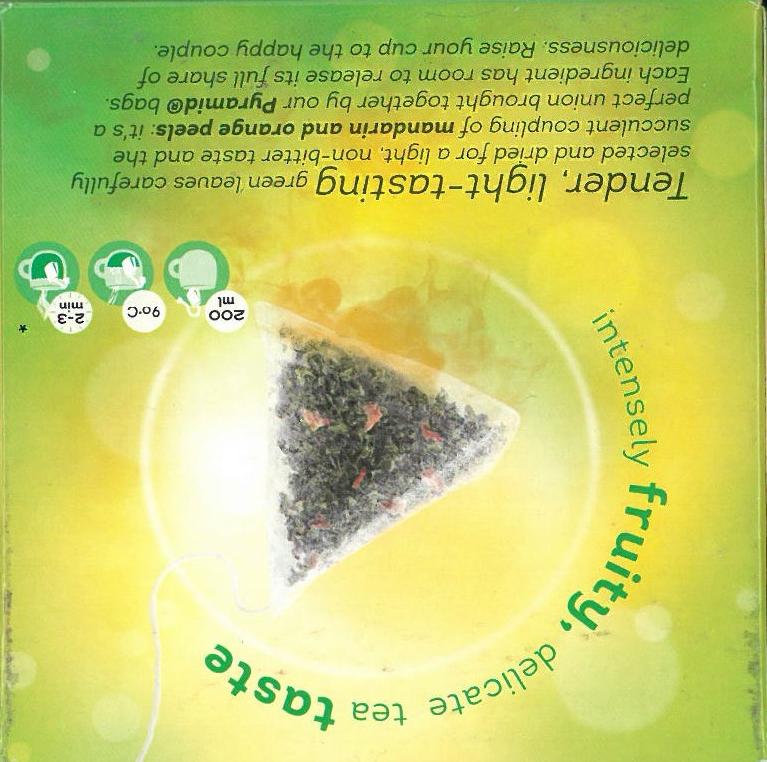 intensely fruity, delicate tea taste
200
ml
90°C
2-3
min
*
Tender, light-tasting green leaves carefully
selected and dried for a light, non-bitter taste and the
succulent coupling of mandarin and orange peels: it's a
perfect union brought together by our Pyramid® bags.
Each ingredient has room to release its full share of
deliciousness. Raise your cup to the happy couple.